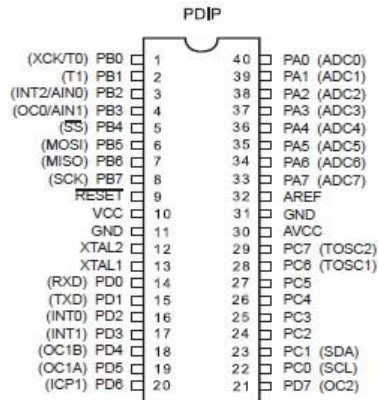 PDIP
(XCK/T0) PB0 1 40 PA0 (ADC0)
(T1) PB1 2 39 PA1 (ADC1)
(INT2/AIN0) PB2 3 38 PA2 (ADC2)
(OC0/AIN1) PB3 4 37 PA3 (ADC3)
(SS) PB4 5 36 PA4 (ADC4)
(MOSI) PB5 6 35 PA5 (ADC5)
(MISO) PB6 7 34 PA6 (ADC6)
(SCK) PB7 8 33 PA7 (ADC7)
RESET 9 32 AREF
VCC 10 31 GND
GND 11 30 AVCC
XTAL2 12 29 PC7 (TOSC2)
XTAL1 13 28 PC6 (TOSC1)
(RXD) PD0 14 27 PC5
(TXD) PD1 15 26 PC4
(INT0) PD2 16 25 PC3
(INT1) PD3 17 24 PC2
(OC1B) PD4 18 23 PC1 (SDA)
(OC1A) PD5 19 22 PC0 (SCL)
(ICP1) PD6 20 21 PD7 (OC2)